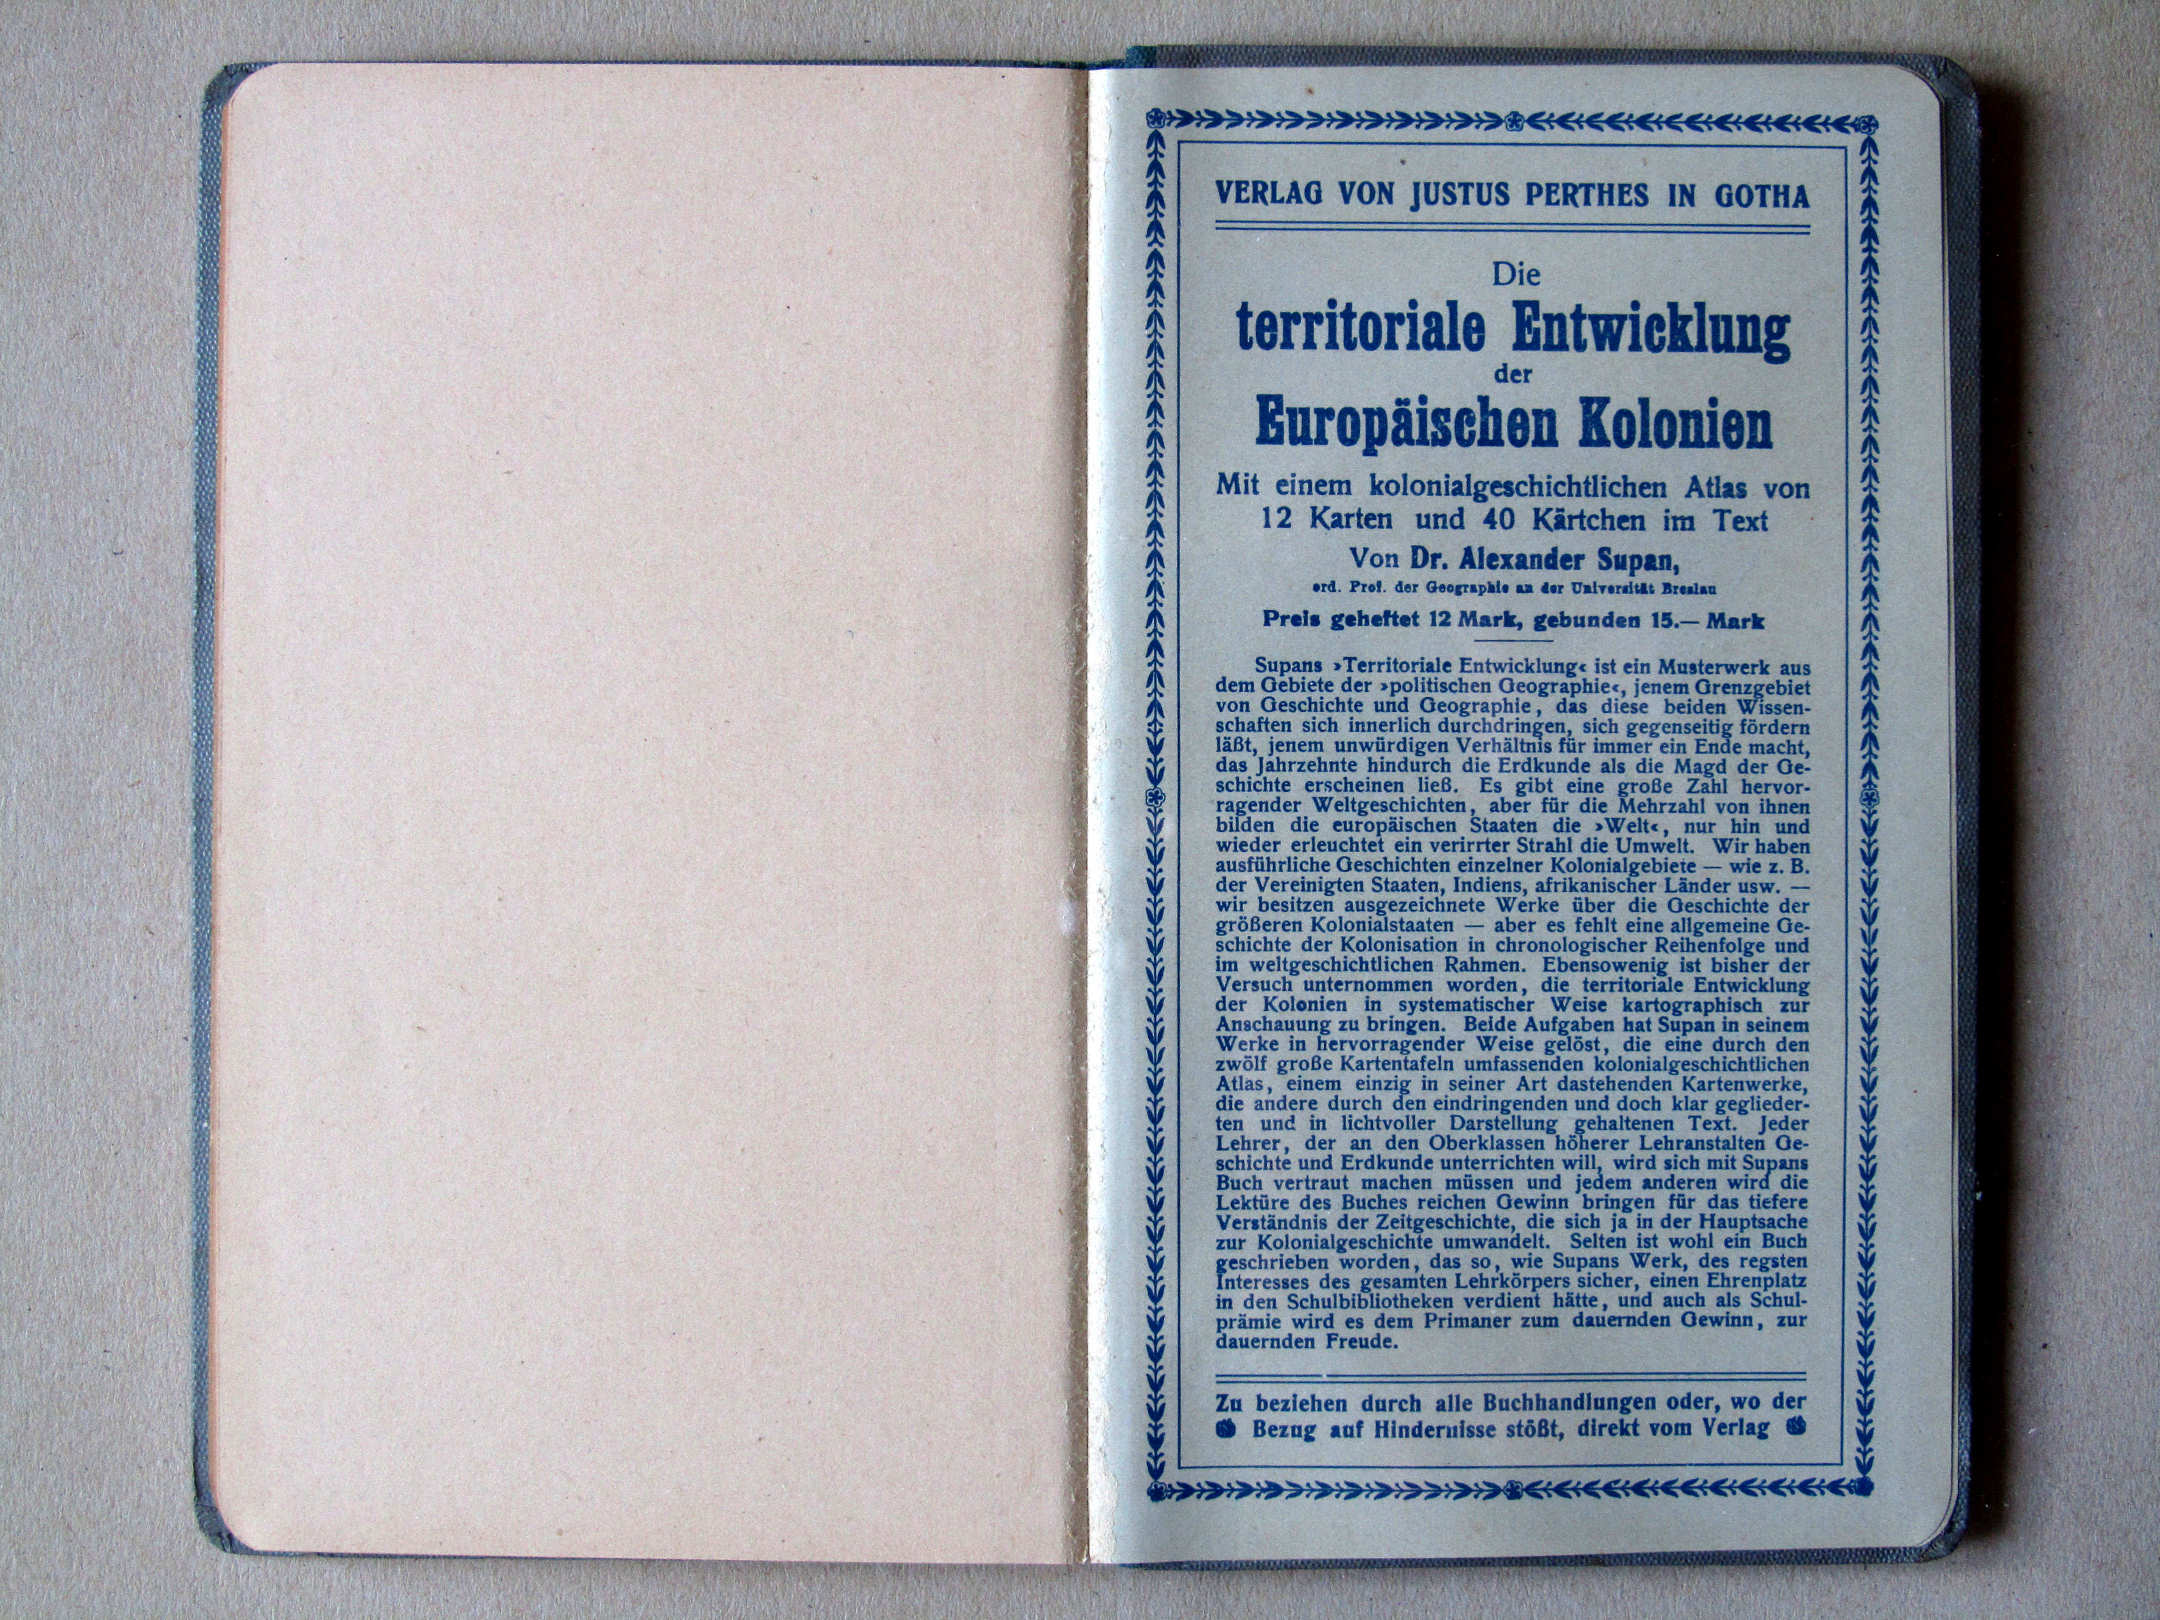 VERLAG VON JUSTUS PERTHES IN GOTHA
Die
territoriale Entwicklung
der
Europäischen Kolonien
Mit einem kolonialgeschichtlichen Atlas von
12 Karten und 40 Kärtchen im Text
Von Dr. Alexander Supan,
ord. Prof. der Geographie an der Universität Breslau
Preis geheftet 12 Mark, gebunden 15.— Mark
Supans »Territoriale Entwicklung« ist ein Musterwerk aus
dem Gebiete der »politischen Geographie«, jenem Grenzgebiet
von Geschichte und Geographie, das diese beiden Wissen-
schaften sich innerlich durchdringen, sich gegenseitig fördern
läßt, jenem unwürdigen Verhältnis für immer ein Ende macht,
das Jahrzehnte hindurch die Erdkunde als die Magd der Ge-
schichte erscheinen ließ. Es gibt eine große Zahl hervor-
ragender Weltgeschichten, aber für die Mehrzahl von ihnen
bilden die europäischen Staaten die »Welt«, nur hin und
wieder erleuchtet ein verirrter Strahl die Umwelt. Wir haben
ausführliche Geschichten einzelner Kolonialgebiete — wie z. B.
der Vereinigten Staaten, Indiens, afrikanischer Länder usw. —
wir besitzen ausgezeichnete Werke über die Geschichte der
größeren Kolonialstaaten — aber es fehlt eine allgemeine Ge-
schichte der Kolonisation in chronologischer Reihenfolge und
im weltgeschichtlichen Rahmen. Ebensowenig ist bisher der
Versuch unternommen worden, die territoriale Entwicklung
der Kolonien in systematischer Weise kartographisch zur
Anschauung zu bringen. Beide Aufgaben hat Supan in seinem
Werke in hervorragender Weise gelöst, die eine durch den
zwölf große Kartentafeln umfassenden kolonialgeschichtlichen
Atlas, einem einzig in seiner Art dastehenden Kartenwerke,
die andere durch den eindringenden und doch klar geglieder-
ten und in lichtvoller Darstellung gehaltenen Text. Jeder
Lehrer, der an den Oberklassen höherer Lehranstalten Ge-
schichte und Erdkunde unterrichten will, wird sich mit Supans
Buch vertraut machen müssen und jedem anderen wird die
Lektüre des Buches reichen Gewinn bringen für das tiefere
Verständnis der Zeitgeschichte, die sich ja in der Hauptsache
zur Kolonialgeschichte umwandelt. Selten ist wohl ein Buch
geschrieben worden, das so, wie Supans Werk, des regsten
Interesses des gesamten Lehrkörpers sicher, einen Ehrenplatz
in den Schulbibliotheken verdient hätte, und auch als Schul-
prämie wird es dem Primaner zum dauernden Gewinn, zur
dauernden Freude.
Zu beziehen durch alle Buchhandlungen oder, wo der
Bezug auf Hindernisse stößt, direkt vom Verlag